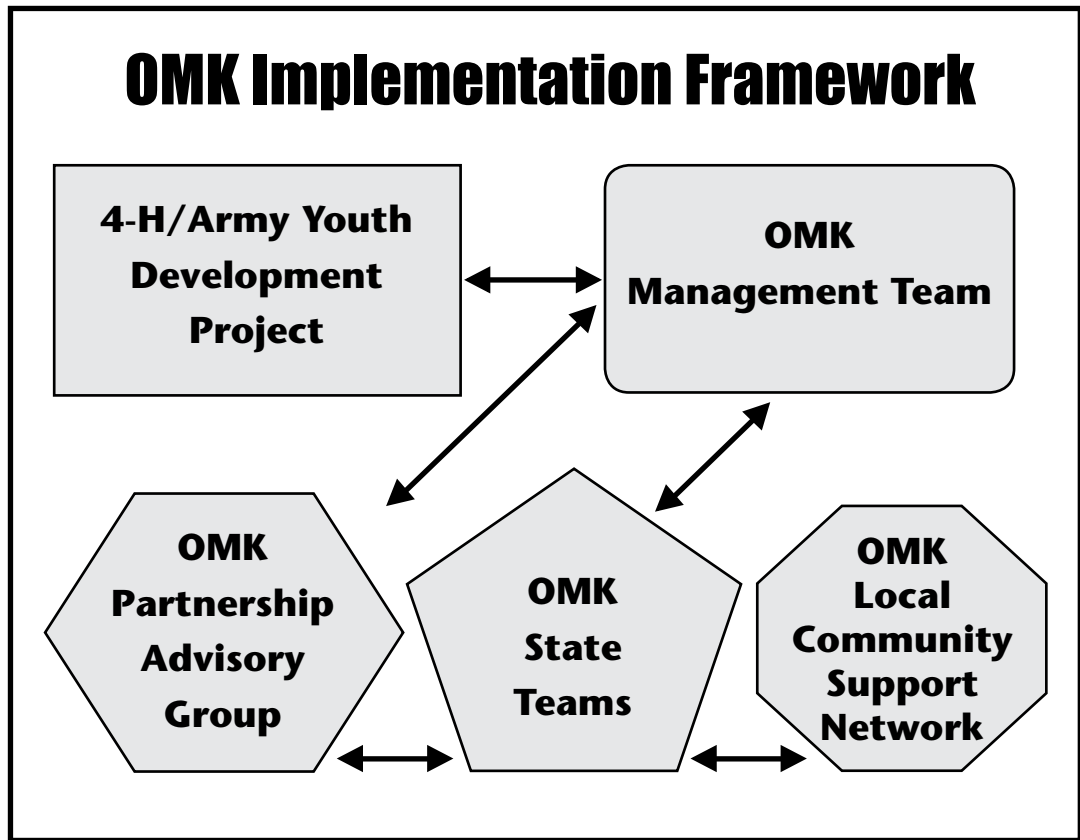 OMK Implementation Framework
4-H/Army Youth
Development
Project
OMK
Management Team
OMK
Partnership
Advisory
Group
OMK
State
Teams
OMK
Local
Community
Support
Network